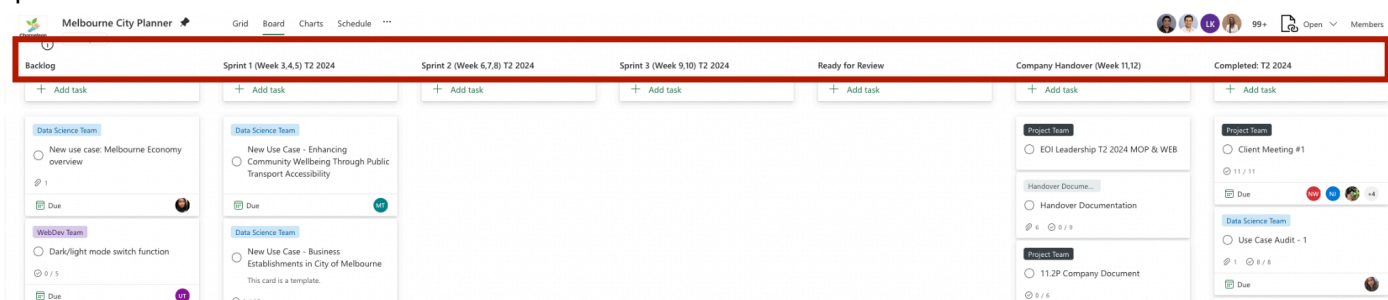 Melbourne City Planner Grid Board Charts Schedule ... LK 99+ Open Members
Backlog Sprint 1 (Week 3,4,5) T2 2024 Sprint 2 (Week 6,7,8) T2 2024 Sprint 3 (Week 9,10) T2 2024 Ready for Review Company Handover (Week 11,12) Completed: T2 2024
+ Add task + Add task + Add task + Add task + Add task + Add task + Add task
Data Science Team
New use case: Melbourne Economy
overview
1
Due
WebDev Team
Dark/light mode switch function
0 / 5
Due UT
Data Science Team
New Use Case - Enhancing
Community Wellbeing Through Public
Transport Accessibility
Due MT
Data Science Team
New Use Case - Business
Establishments in City of Melbourne
This card is a template.
Project Team
EOI Leadership T2 2024 MOP & WEB
Handover Docume...
Handover Documentation
6 0 / 9
Project Team
11.2P Company Document
0 / 6
Project Team
Client Meeting #1
11 / 11
Due NW NJ +4
Data Science Team
Use Case Audit - 1
1 8 / 8
Due